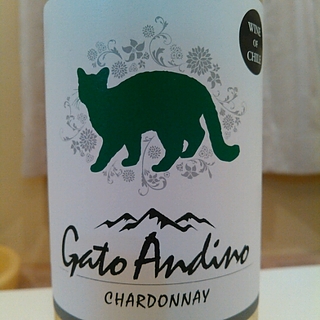 WINE
OF
CHILE
Gato Andino
CHARDONNAY